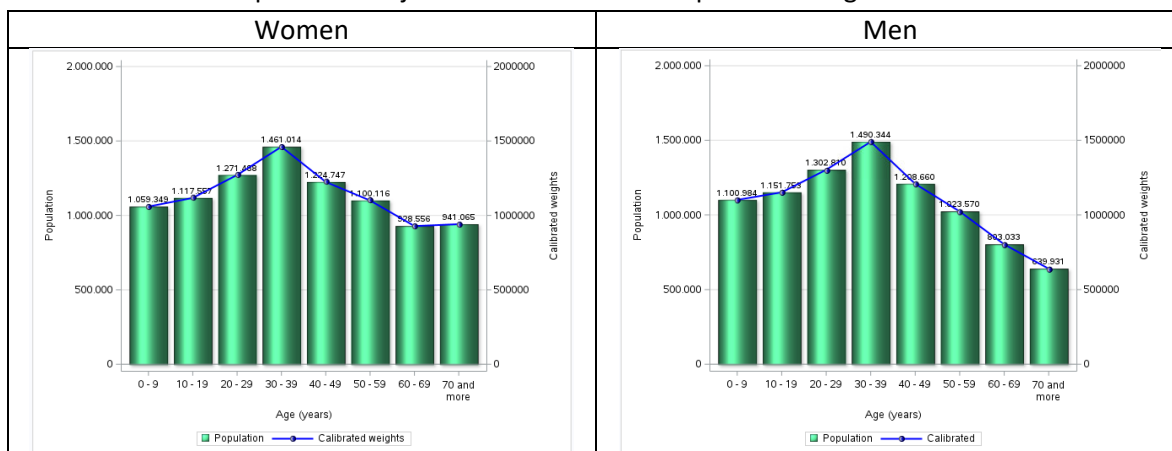 Women
Men
2.000.000
1.500.000
1.000.000
500.000
0
Population
1.059.349
1.117.557
1.461.014
1.100.116
928.556
941.065
2000000
1500000
1000000
500000
0
Calibrated weights
0 - 9
10 - 19
20 - 29
30 - 39
40 - 49
50 - 59
60 - 69
70 and
more
Age (years)
Population
Calibrated weights
2.000.000
1.500.000
1.000.000
500.000
0
Population
1.100.984
1.151.753
1.302.810
1.490.344
1.208.660
1.023.570
803.033
639.931
2000000
1500000
1000000
500000
0
Calibrated weights
0 - 9
10 - 19
20 - 29
30 - 39
40 - 49
50 - 59
60 - 69
70 and
more
Age (years)
Population
Calibrated